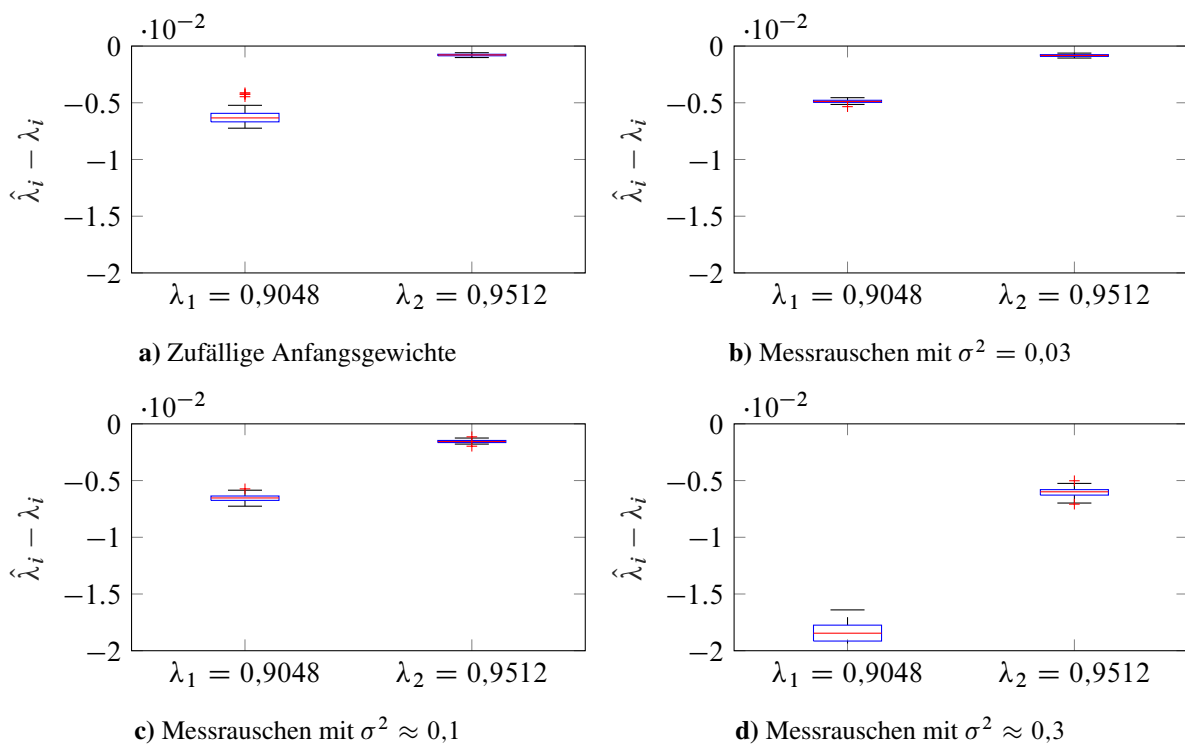 ·10⁻²
0
−0.5
−1
−1.5
−2
λ̂ᵢ − λᵢ
λ₁ = 0,9048
λ₂ = 0,9512
a) Zufällige Anfangsgewichte
·10⁻²
0
−0.5
−1
−1.5
−2
λ̂ᵢ − λᵢ
λ₁ = 0,9048
λ₂ = 0,9512
b) Messrauschen mit σ² = 0,03
·10⁻²
0
−0.5
−1
−1.5
−2
λ̂ᵢ − λᵢ
λ₁ = 0,9048
λ₂ = 0,9512
c) Messrauschen mit σ² ≈ 0,1
·10⁻²
0
−0.5
−1
−1.5
−2
λ̂ᵢ − λᵢ
λ₁ = 0,9048
λ₂ = 0,9512
d) Messrauschen mit σ² ≈ 0,3